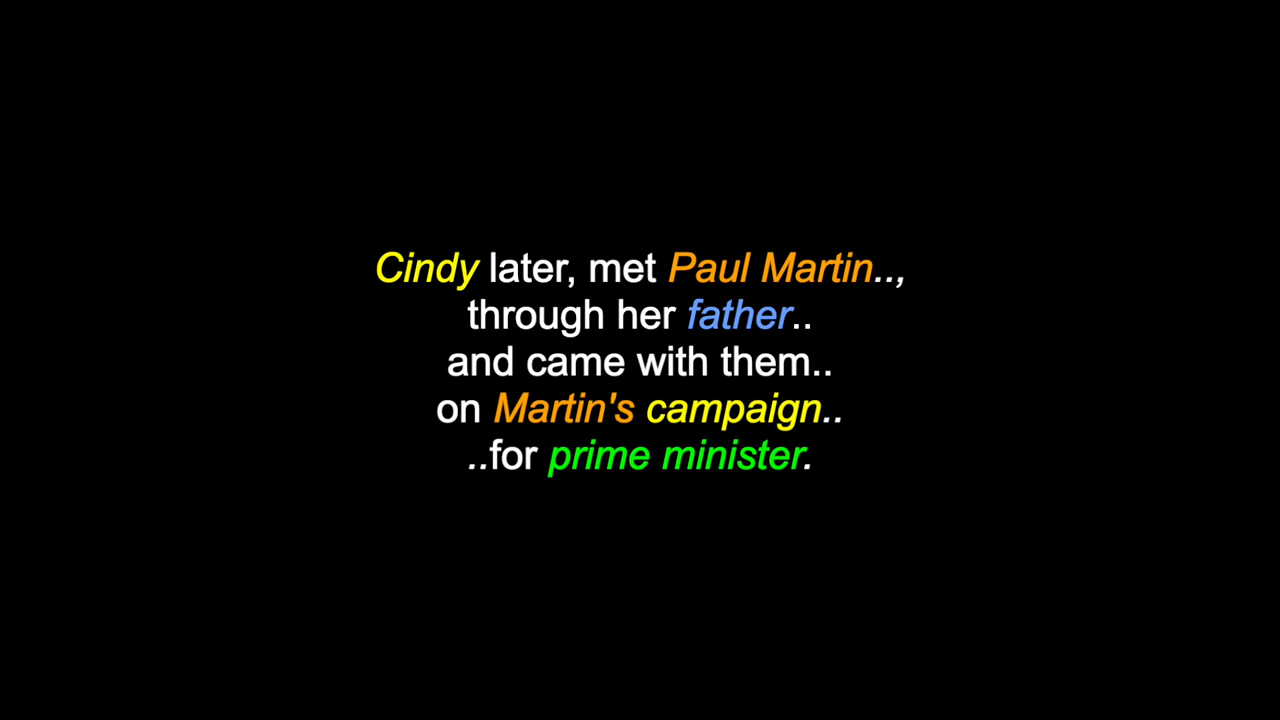 Cindy later, met Paul Martin..,
through her father..
and came with them..
on Martin's campaign..
..for prime minister.